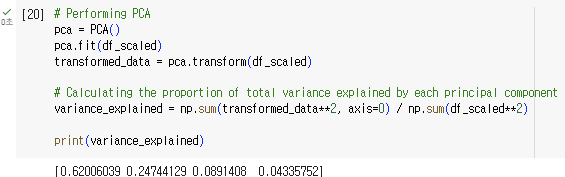 [20] # Performing PCA
0초 pca = PCA()
pca.fit(df_scaled)
transformed_data = pca.transform(df_scaled)
# Calculating the proportion of total variance explained by each principal component
variance_explained = np.sum(transformed_data**2, axis=0) / np.sum(df_scaled**2)
print(variance_explained)
[0.62006039 0.24744129 0.0891408  0.04335752]